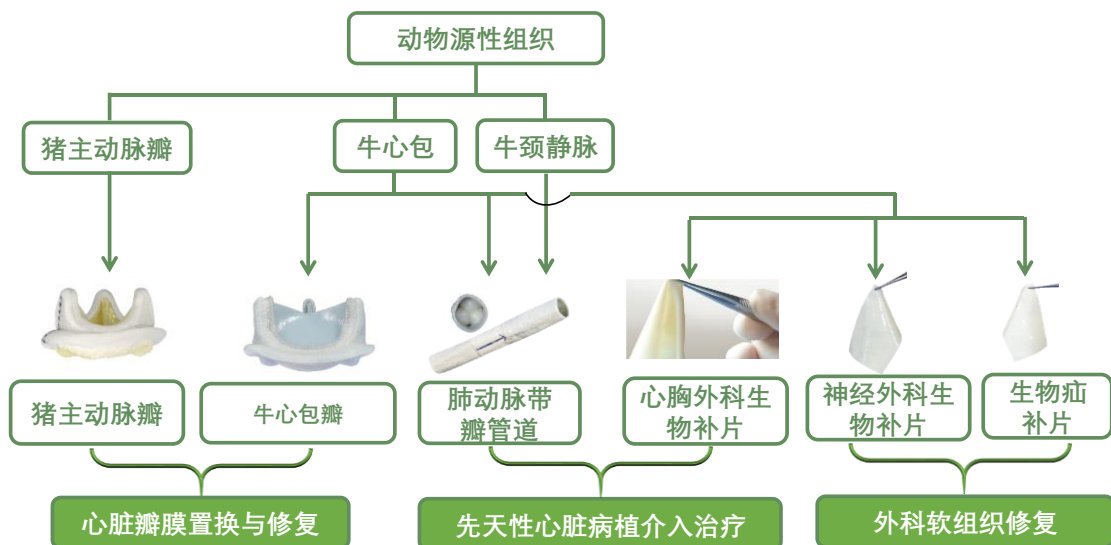 动物源性组织
猪主动脉瓣
牛心包
牛颈静脉
猪主动脉瓣
牛心包瓣
肺动脉带
瓣管道
心胸外科生
物补片
神经外科生
物补片
生物疝
补片
心脏瓣膜置换与修复
先天性心脏病植介入治疗
外科软组织修复